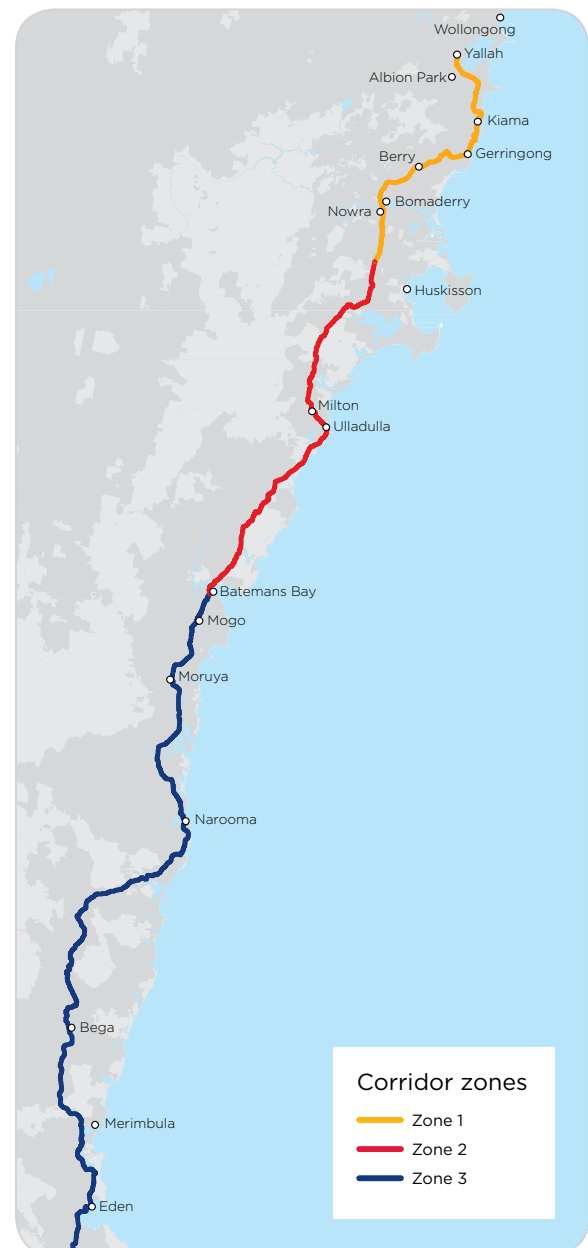 Wollongong
Yallah
Albion Park
Kiama
Gerringong
Berry
Bomaderry
Nowra
Huskisson
Milton
Ulladulla
Batemans Bay
Mogo
Moruya
Narooma
Bega
Merimbula
Eden
Corridor zones
Zone 1
Zone 2
Zone 3